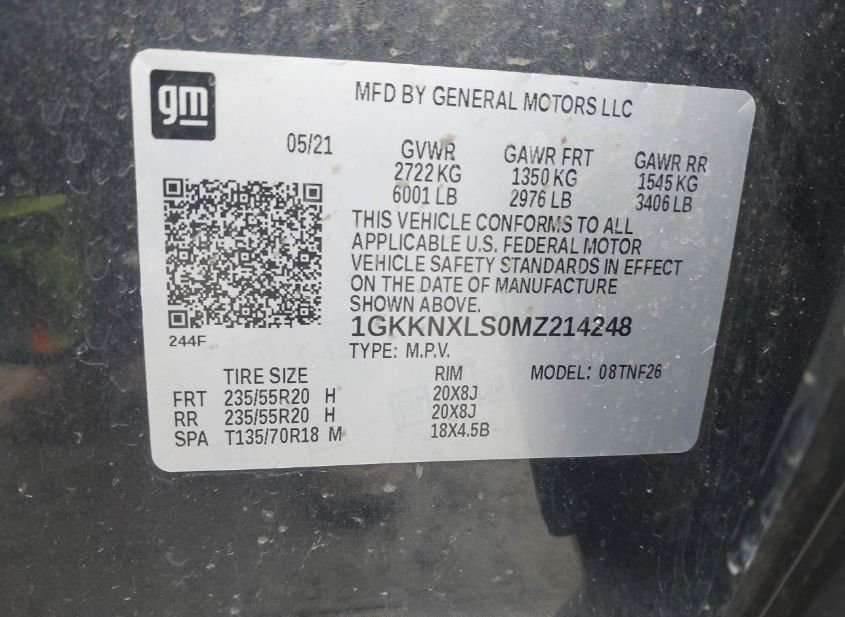 gm
MFD BY GENERAL MOTORS LLC
05/21
GVWR GAWR FRT GAWR RR
2722 KG 1350 KG 1545 KG
6001 LB 2976 LB 3406 LB
THIS VEHICLE CONFORMS TO ALL
APPLICABLE U.S. FEDERAL MOTOR
VEHICLE SAFETY STANDARDS IN EFFECT
ON THE DATE OF MANUFACTURE
SHOWN ABOVE.
1GKKNXLS0MZ214248
244F
TYPE: M.P.V.
TIRE SIZE RIM MODEL: 08TNF26
FRT 235/55R20 H 20X8J
RR 235/55R20 H 20X8J
SPA T135/70R18 M 18X4.5B